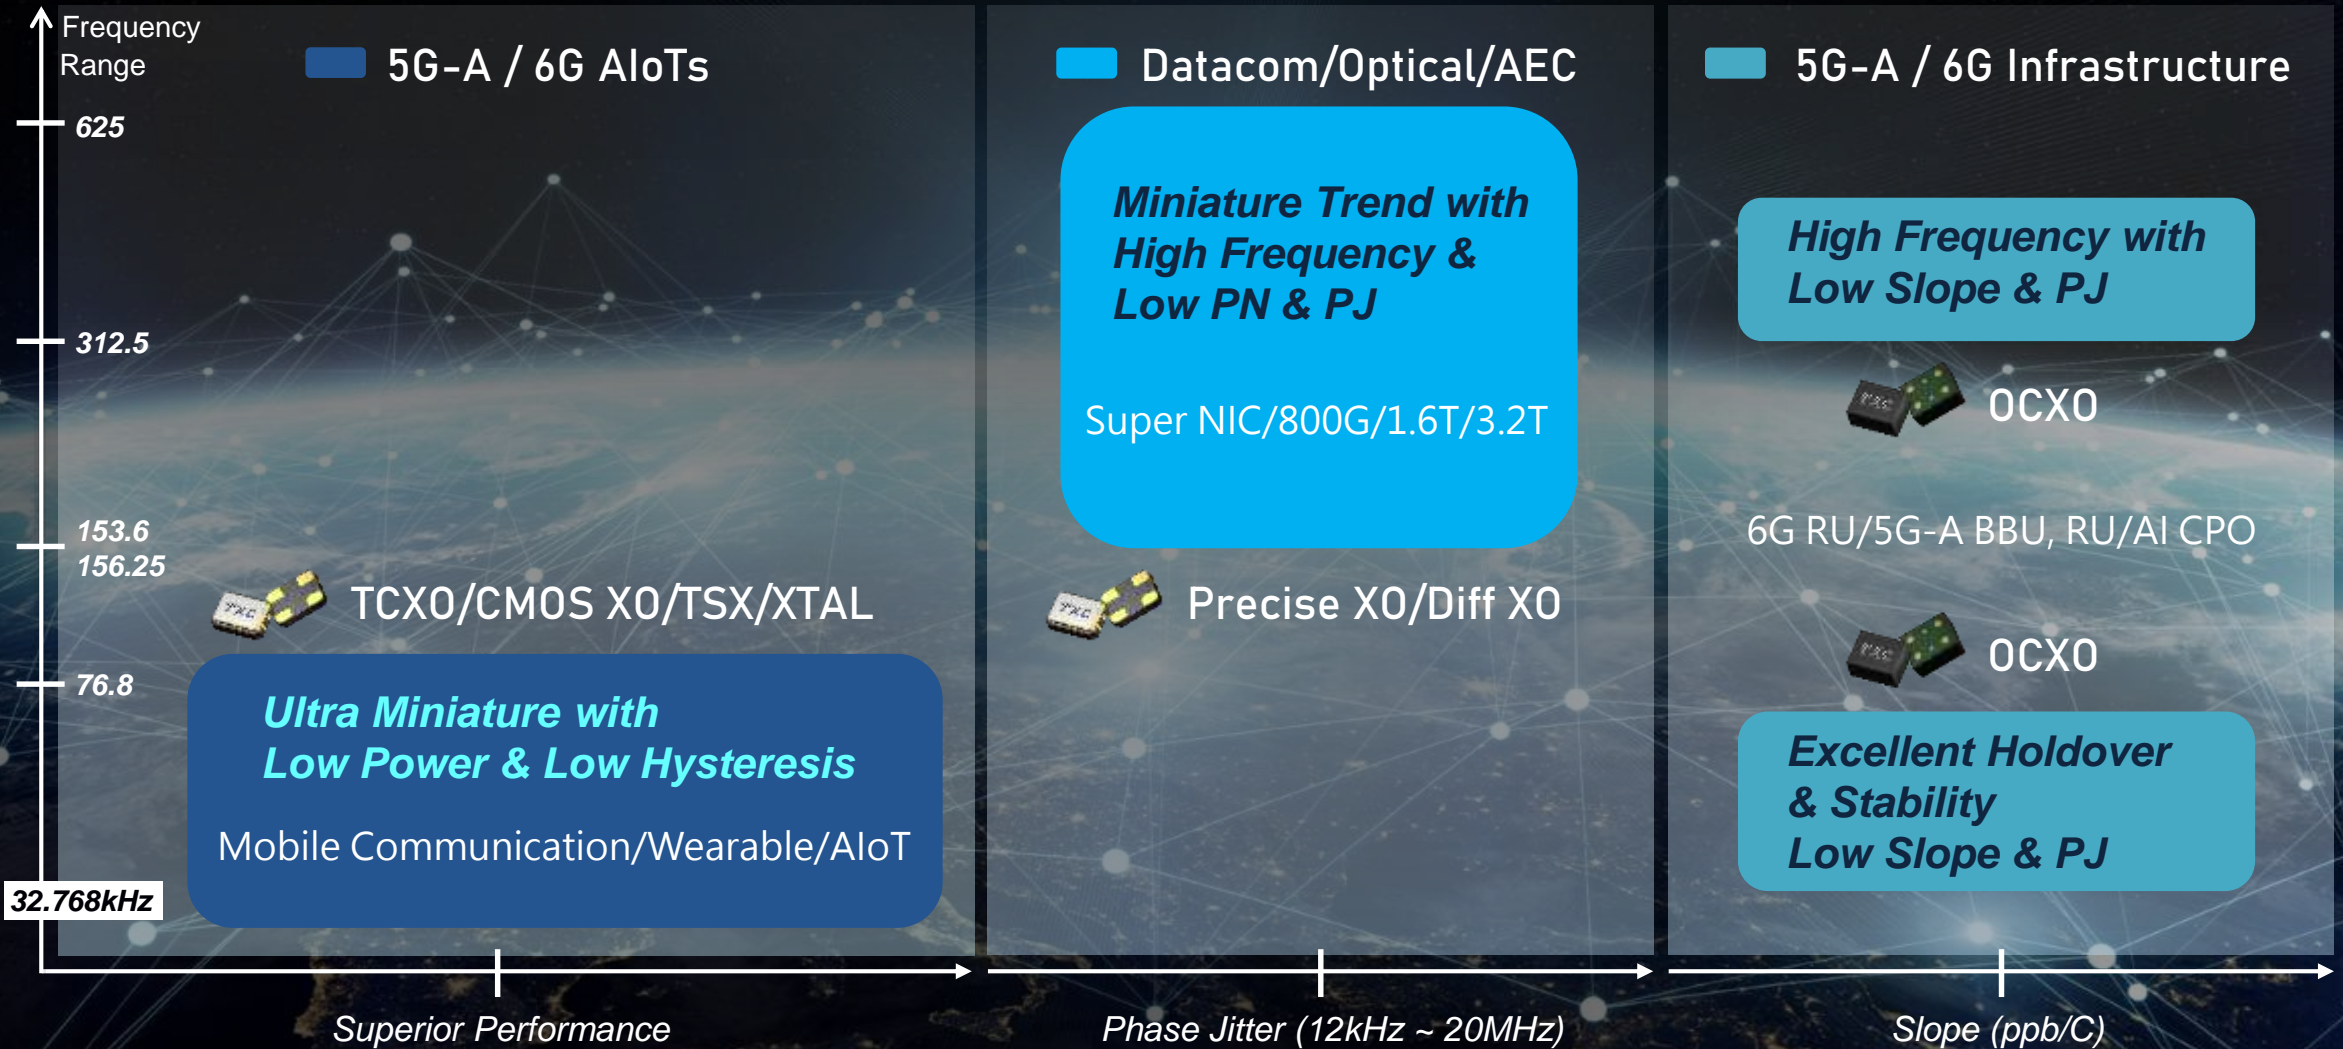 Frequency
Range
625
312.5
153.6
156.25
76.8
32.768kHz
5G-A / 6G AIoTs
TXC
TCXO/CMOS XO/TSX/XTAL
Ultra Miniature with
Low Power & Low Hysteresis
Mobile Communication/Wearable/AIoT
Superior Performance
Datacom/Optical/AEC
Miniature Trend with
High Frequency &
Low PN & PJ
Super NIC/800G/1.6T/3.2T
TXC
Precise XO/Diff XO
Phase Jitter (12kHz ~ 20MHz)
5G-A / 6G Infrastructure
High Frequency with
Low Slope & PJ
TXC
OCXO
6G RU/5G-A BBU, RU/AI CPO
TXC
OCXO
Excellent Holdover
& Stability
Low Slope & PJ
Slope (ppb/C)